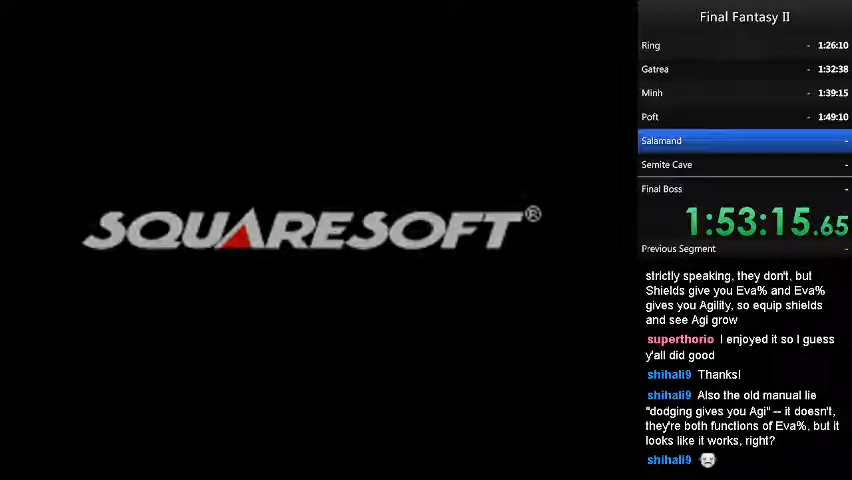 SQUARESOFT®
Final Fantasy II
Ring - 1:26:10
Gatrea - 1:32:38
Minh - 1:39:15
Poft - 1:49:10
Salamand -
Semite Cave -
Final Boss -
1:53:15.65
Previous Segment -
strictly speaking, they don't, but
Shields give you Eva% and Eva%
gives you Agility, so equip shields
and see Agi grow
superthorio I enjoyed it so I guess
y'all did good
shihali9 Thanks!
shihali9 Also the old manual lie
"dodging gives you Agi" -- it doesn't,
they're both functions of Eva%, but it
looks like it works, right?
shihali9